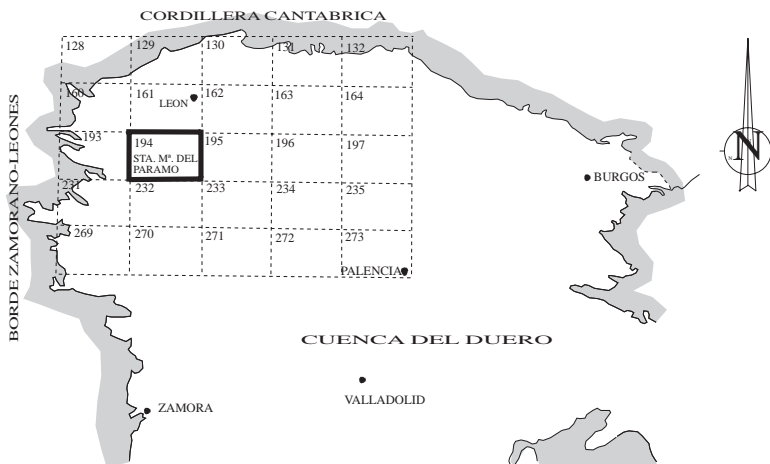 CORDILLERA CANTABRICA
128
129
130
131
132
160
161
162
163
164
LEON
193
194
195
196
197
STA. Mª. DEL
PARAMO
BURGOS
N
231
232
233
234
235
269
270
271
272
273
PALENCIA
BORDE ZAMORANO-LEONES
CUENCA DEL DUERO
VALLADOLID
ZAMORA